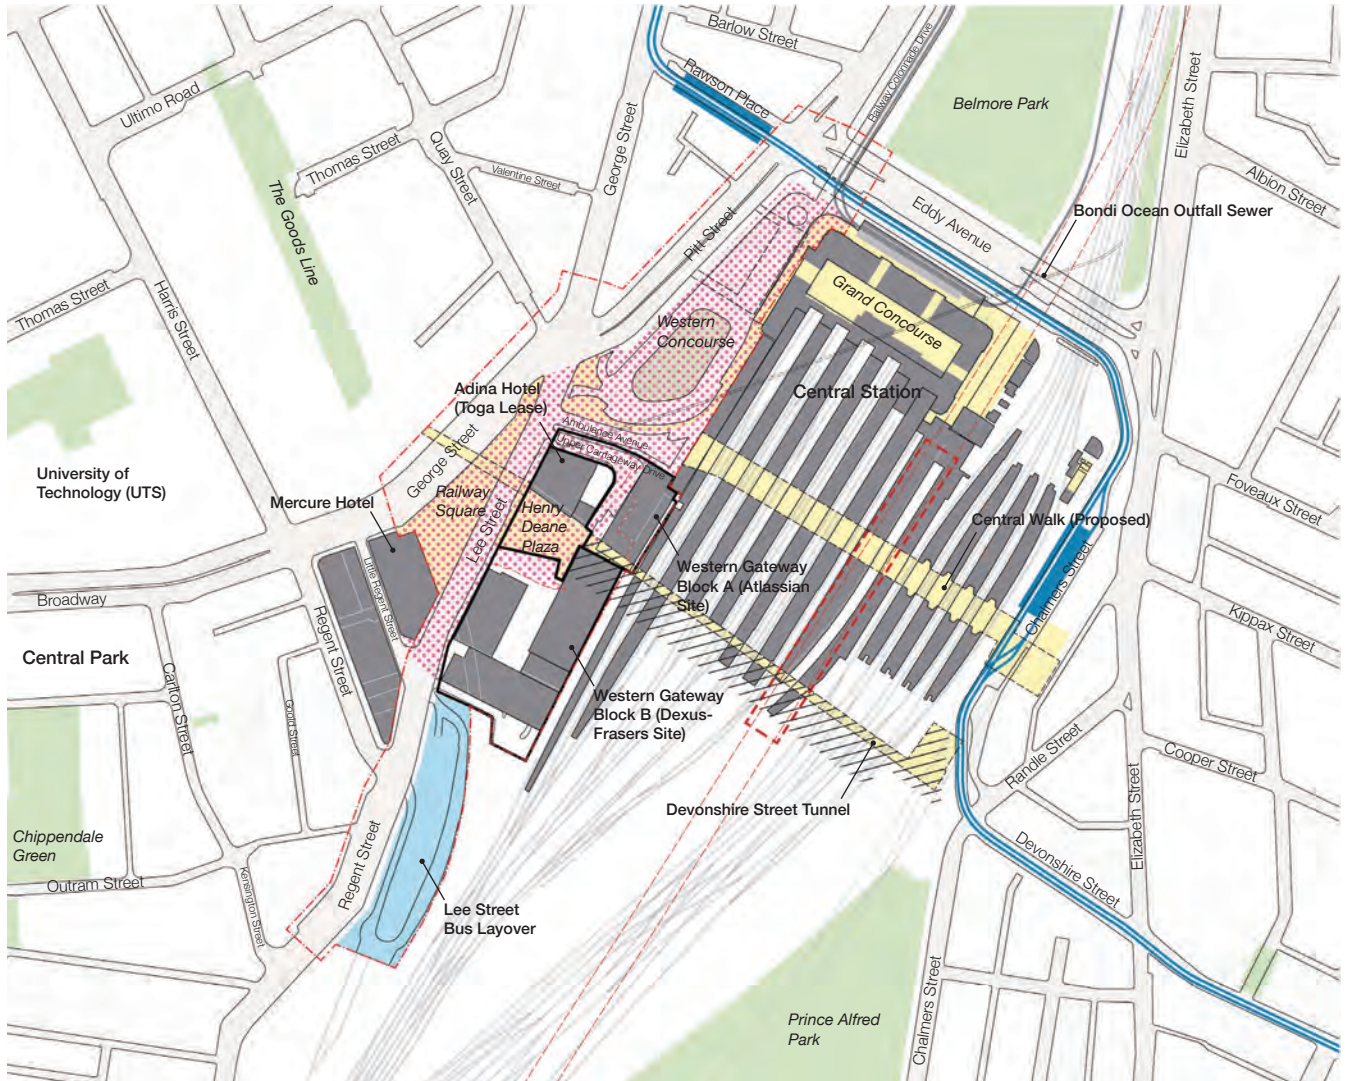 Barlow Street
Railway Colonnade Drive
Rawson Place
Belmore Park
Elizabeth Street
Ultimo Road
George Street
Quay Street
Thomas Street
Valentine Street
Albion Street
The Goods Line
Eddy Avenue
Bondi Ocean Outfall Sewer
Pitt Street
Thomas Street
Harris Street
Grand Concourse
Western
Concourse
Adina Hotel
(Toga Lease)
Central Station
Ambulance Avenue
Upper Carriageway Drive
George Street
University of
Technology (UTS)
Mercure Hotel
Railway
Square
Lee Street
Henry
Deane
Plaza
Foveaux Street
Central Walk (Proposed)
Western Gateway
Block A (Atlassian
Site)
Little Regent Street
Broadway
Regent Street
Chalmers Street
Kippax Street
Central Park
Carlton Street
Goold Street
Western Gateway
Block B (Dexus-
Frasers Site)
Randle Street
Cooper Street
Devonshire Street Tunnel
Elizabeth Street
Chippendale
Green
Outram Street
Regent Street
Kensington Street
Devonshire Street
Lee Street
Bus Layover
Chalmers Street
Prince Alfred
Park